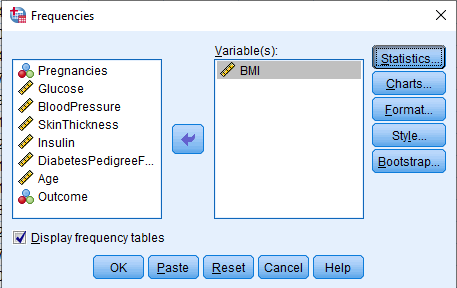 Frequencies
Variable(s):
Pregnancies
Glucose
BloodPressure
SkinThickness
Insulin
DiabetesPedigreeF...
Age
Outcome
BMI
Statistics...
Charts...
Format...
Style...
Bootstrap...
Display frequency tables
OK
Paste
Reset
Cancel
Help